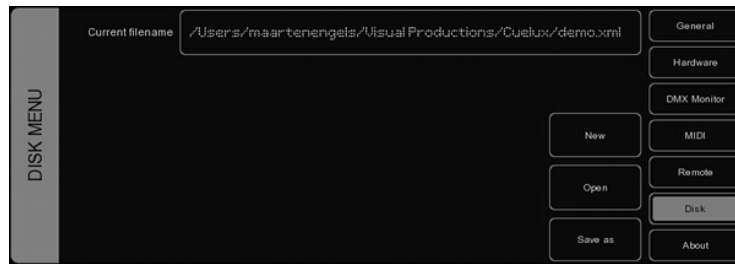 DISK MENU
Current filename
/Users/maartenengels/Visual Productions/Cuelux/demo.xml
New
Open
Save as
General
Hardware
DMX Monitor
MIDI
Remote
Disk
About